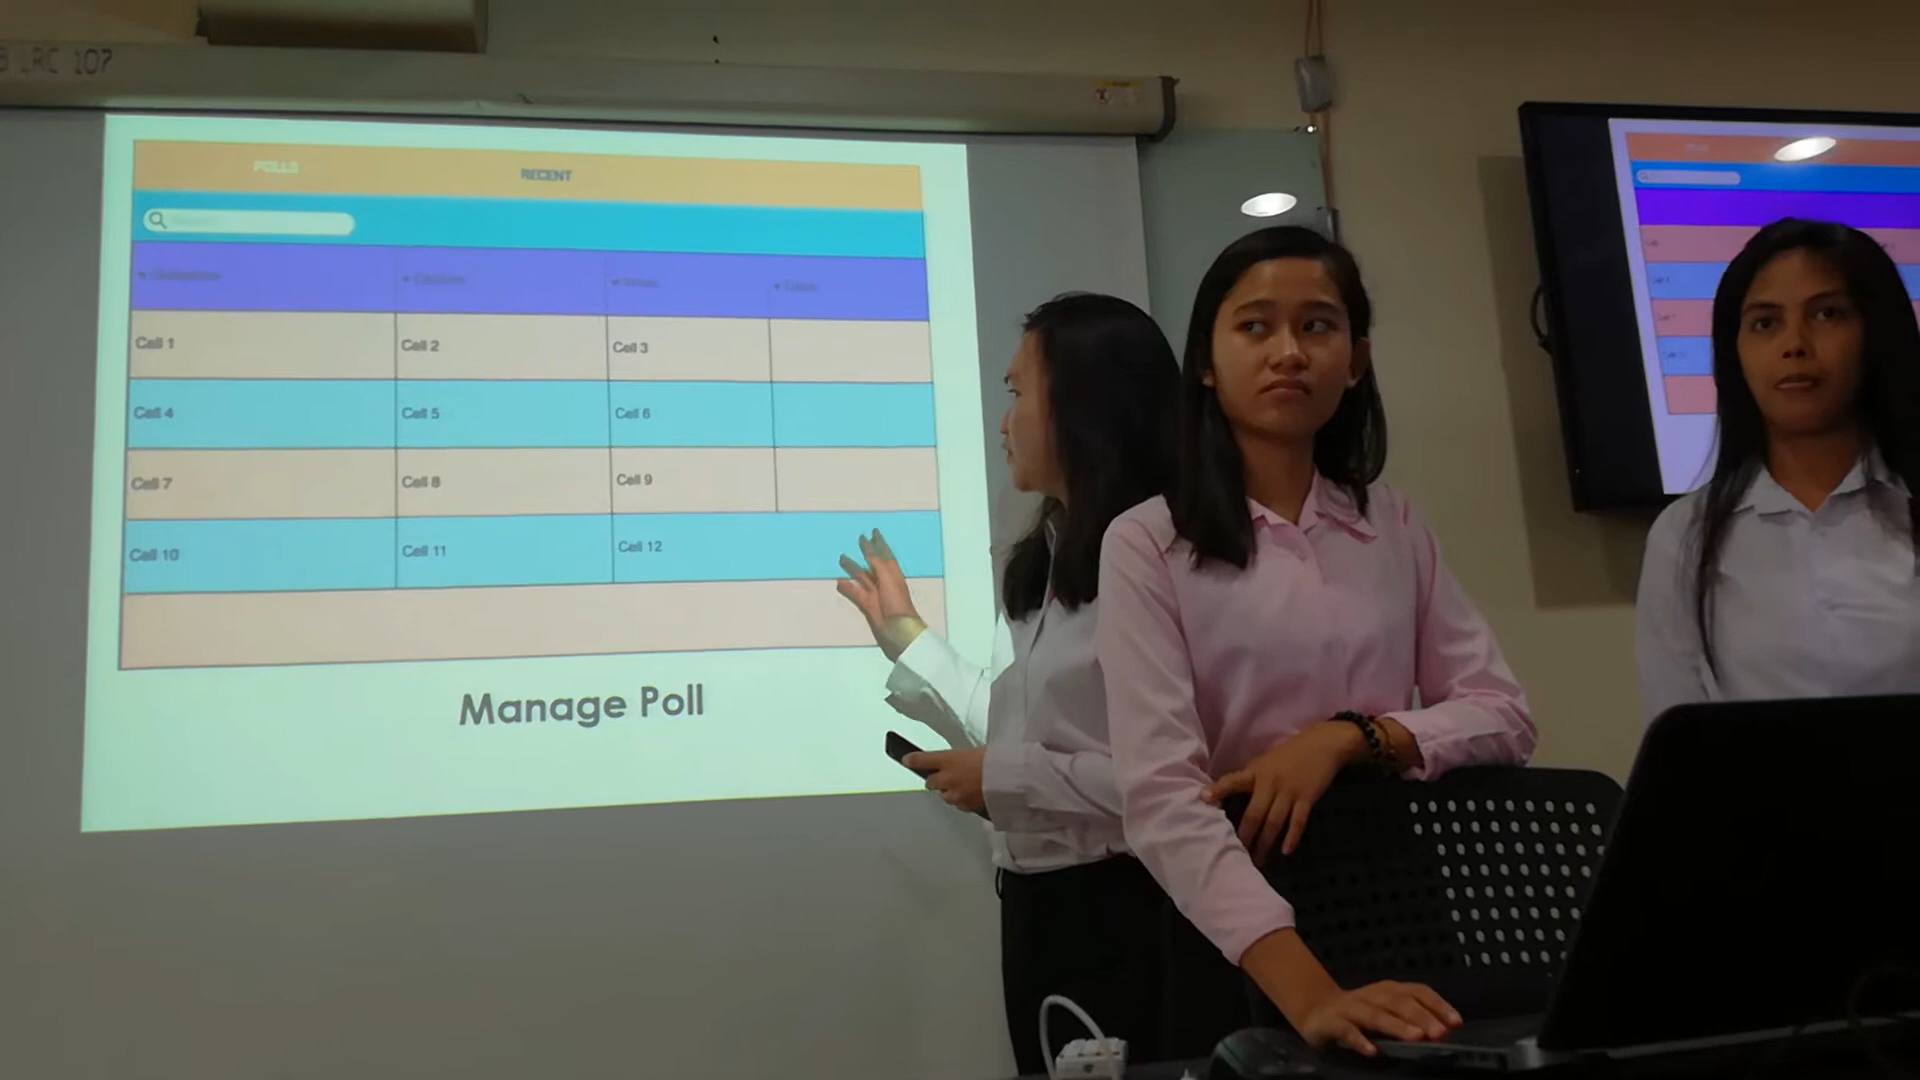 LRC 107
POLLS RECENT
Cell 1 Cell 2 Cell 3
Cell 4 Cell 5 Cell 6
Cell 7 Cell 8 Cell 9
Cell 10 Cell 11 Cell 12
Manage Poll